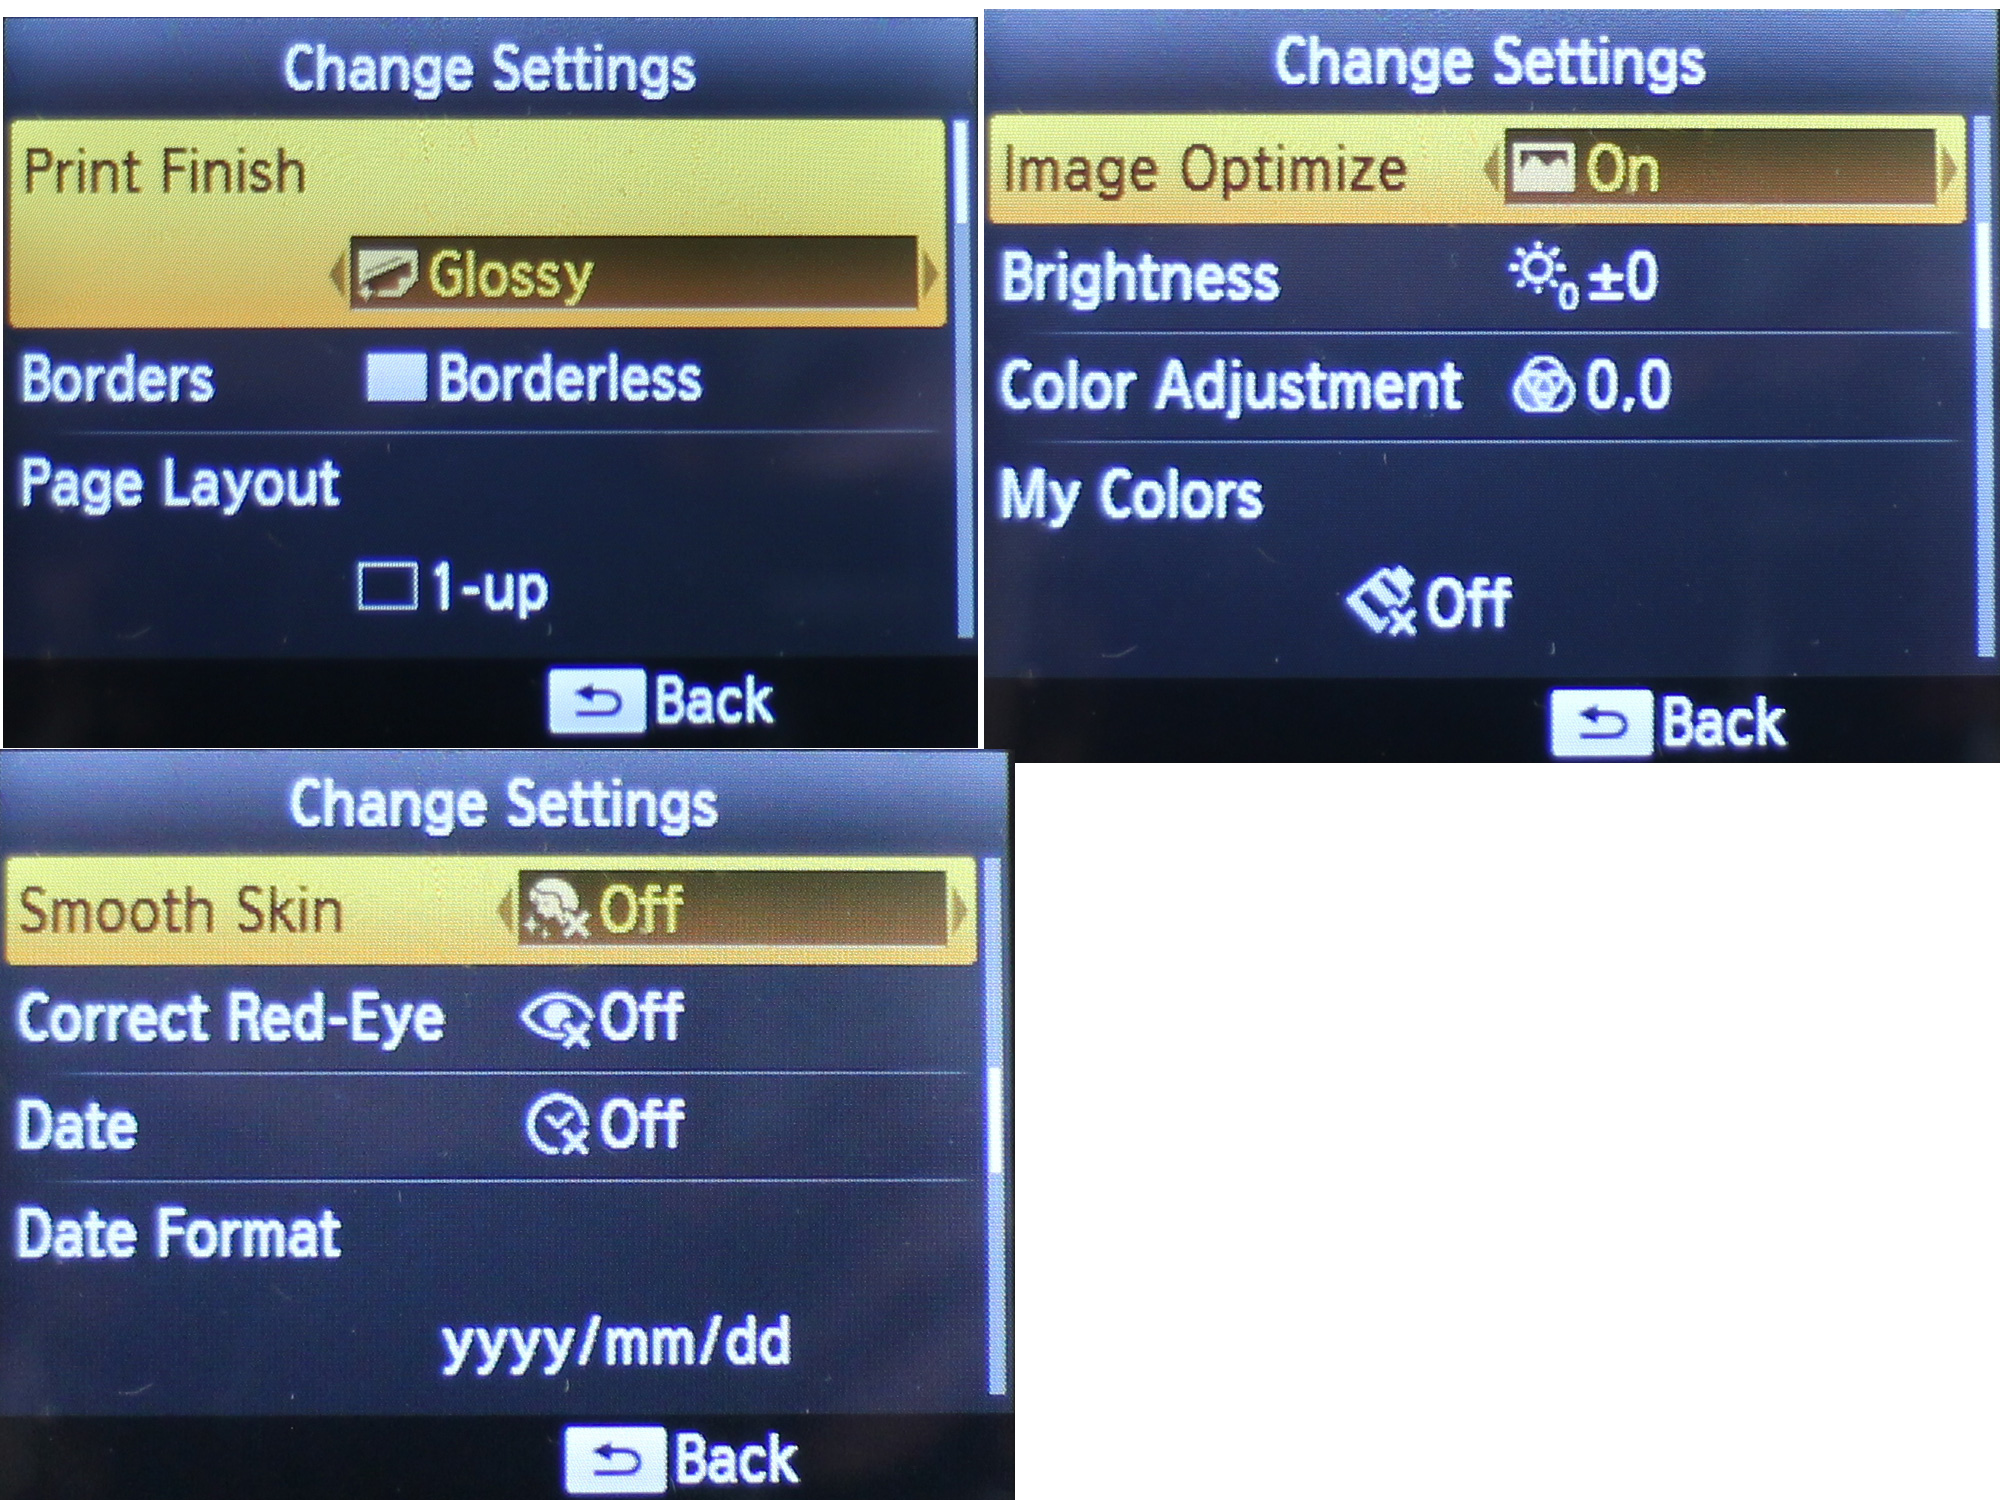 Change Settings
Print Finish
Glossy
Borders Borderless
Page Layout
1-up
Back
Change Settings
Image Optimize On
Brightness 0 ±0
Color Adjustment 0,0
My Colors
Off
Back
Change Settings
Smooth Skin Off
Correct Red-Eye Off
Date Off
Date Format
yyyy/mm/dd
Back